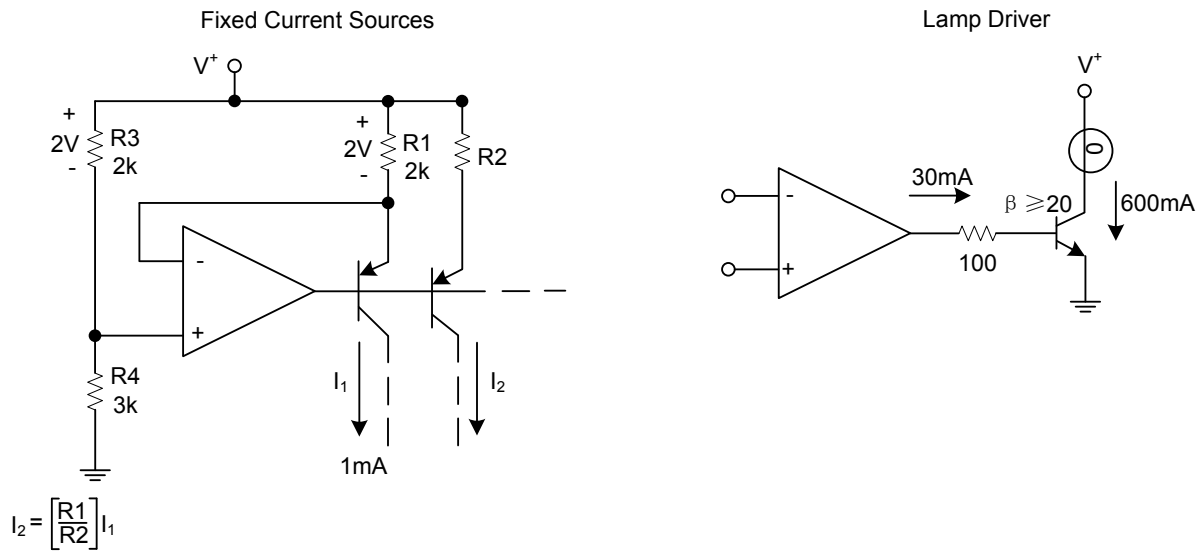 Fixed Current Sources
V+
+
2V
-
R3
2k
+
2V
-
R1
2k
R2
-
+
R4
3k
I1
1mA
I2
I2 = [R1/R2] I1
Lamp Driver
V+
30mA
β ≥20
600mA
-
+
100